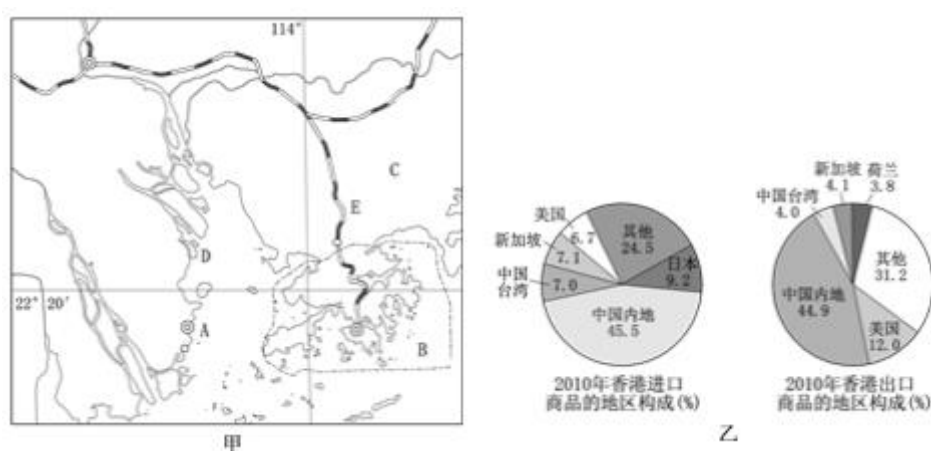 114°
C
E
D
22° 20′
A
B
甲
美国
6.7
其他
24.5
新加坡
7.1
日本
9.2
中国
台湾
7.0
中国内地
45.5
2010年香港进口
商品的地区构成(%)
新加坡
4.1
荷兰
3.8
中国台湾
4.0
其他
31.2
中国内地
44.9
美国
12.0
2010年香港出口
商品的地区构成(%)
乙